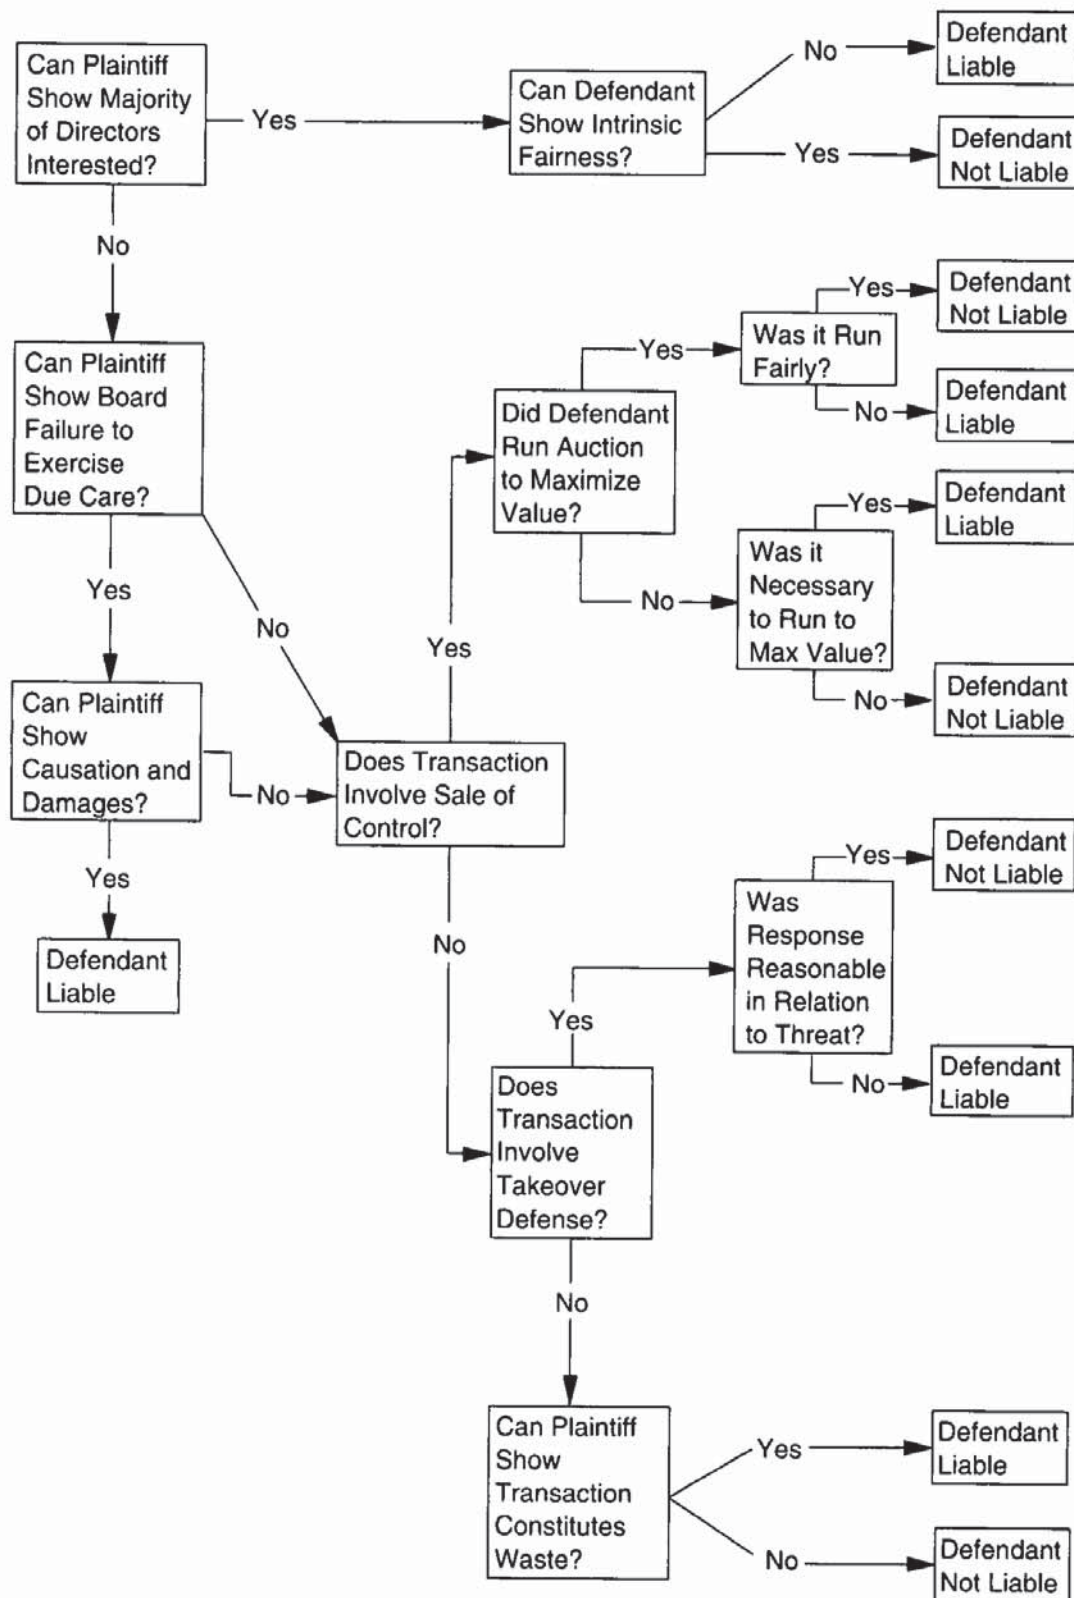 Can Plaintiff
Show Majority
of Directors
Interested?
Yes
Can Defendant
Show Intrinsic
Fairness?
No
Defendant
Liable
Yes
Defendant
Not Liable
No
Can Plaintiff
Show Board
Failure to
Exercise
Due Care?
Yes
No
Can Plaintiff
Show
Causation and
Damages?
No
Yes
Defendant
Liable
Does Transaction
Involve Sale of
Control?
Yes
Did Defendant
Run Auction
to Maximize
Value?
Yes
Was it Run
Fairly?
Yes
Defendant
Not Liable
No
Defendant
Liable
No
Was it
Necessary
to Run to
Max Value?
Yes
Defendant
Liable
No
Defendant
Not Liable
No
Does
Transaction
Involve
Takeover
Defense?
Yes
Was
Response
Reasonable
in Relation
to Threat?
Yes
Defendant
Not Liable
No
Defendant
Liable
No
Can Plaintiff
Show
Transaction
Constitutes
Waste?
Yes
Defendant
Liable
No
Defendant
Not Liable